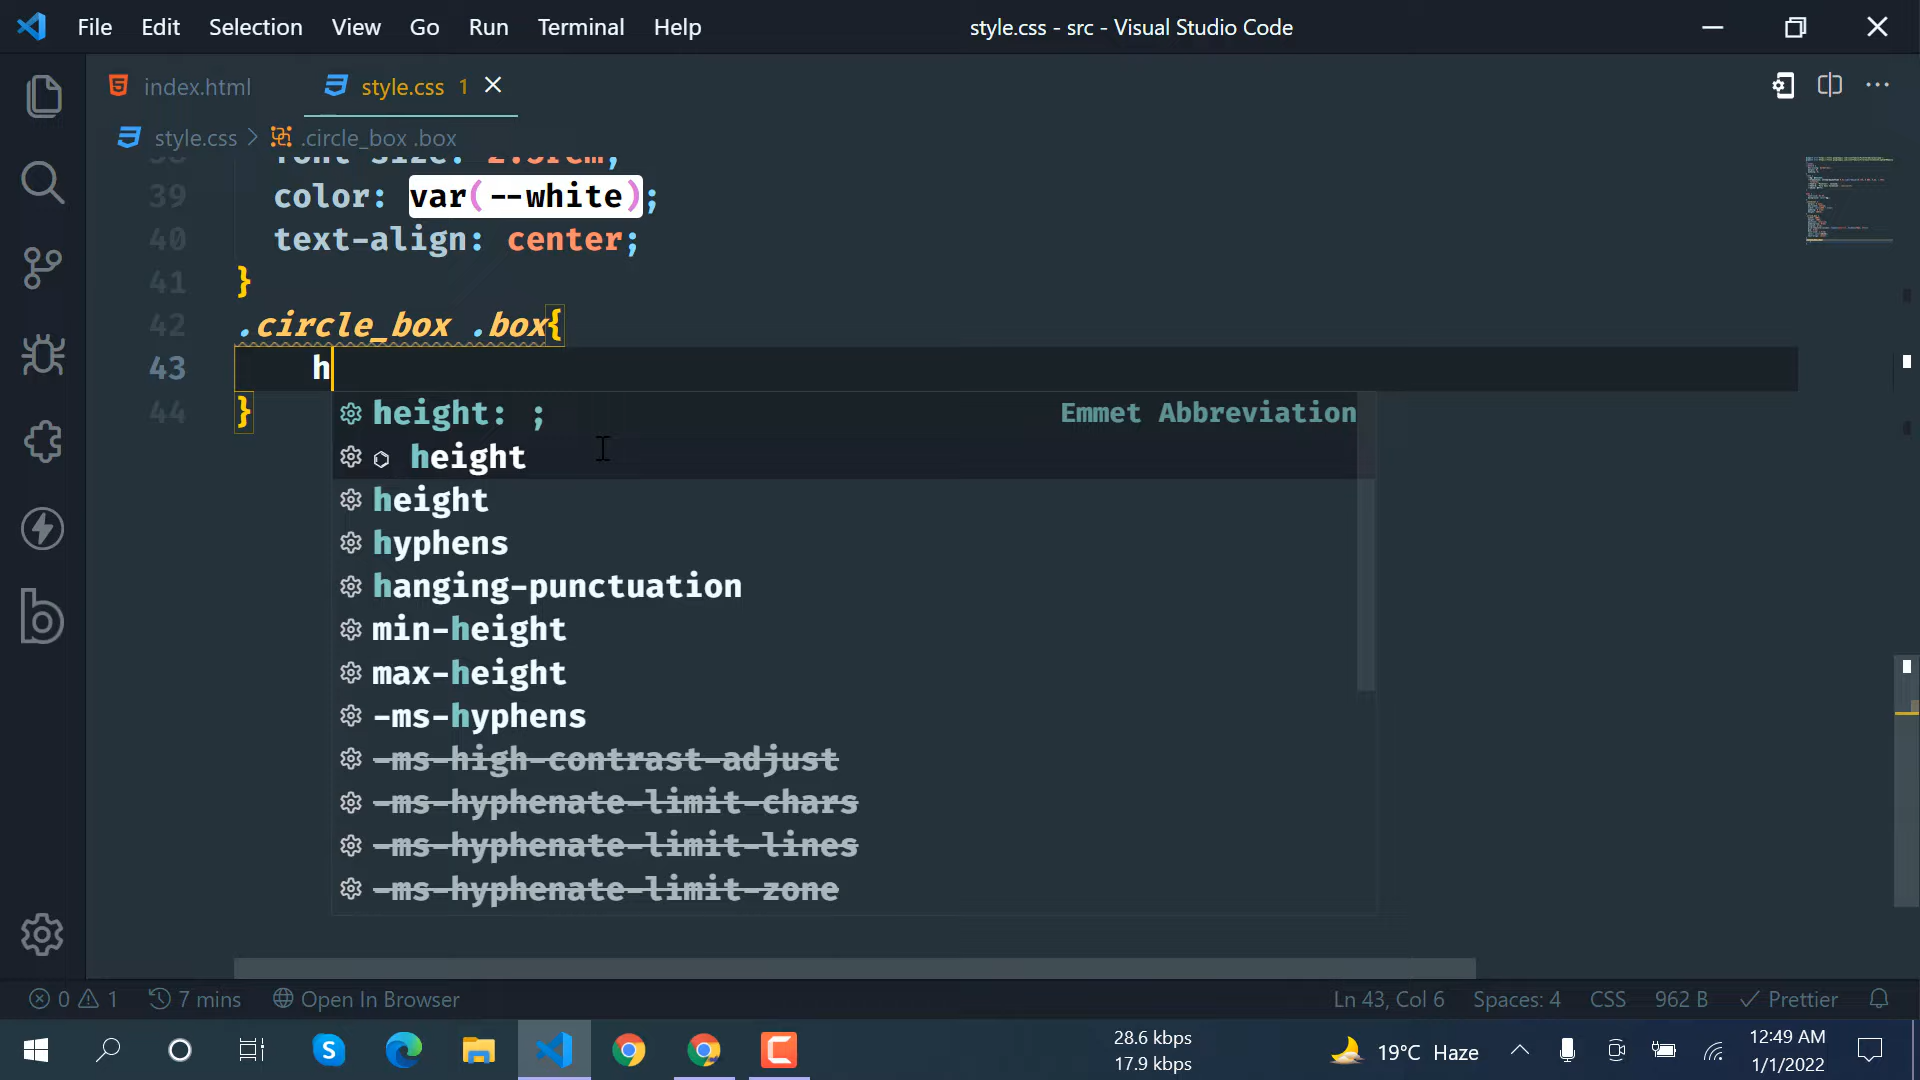 File Edit Selection View Go Run Terminal Help style.css - src - Visual Studio Code
index.html style.css 1
style.css > .circle_box .box
38 font-size: 2.5rem;
39 color: var(--white);
40 text-align: center;
41 }
42 .circle_box .box{
43 h
44 }
height: ; Emmet Abbreviation
height
height
hyphens
hanging-punctuation
min-height
max-height
-ms-hyphens
-ms-high-contrast-adjust
-ms-hyphenate-limit-chars
-ms-hyphenate-limit-lines
-ms-hyphenate-limit-zone
0 1 7 mins Open In Browser Ln 43, Col 6 Spaces: 4 CSS 962 B Prettier
28.6 kbps
17.9 kbps
19°C Haze
12:49 AM
1/1/2022